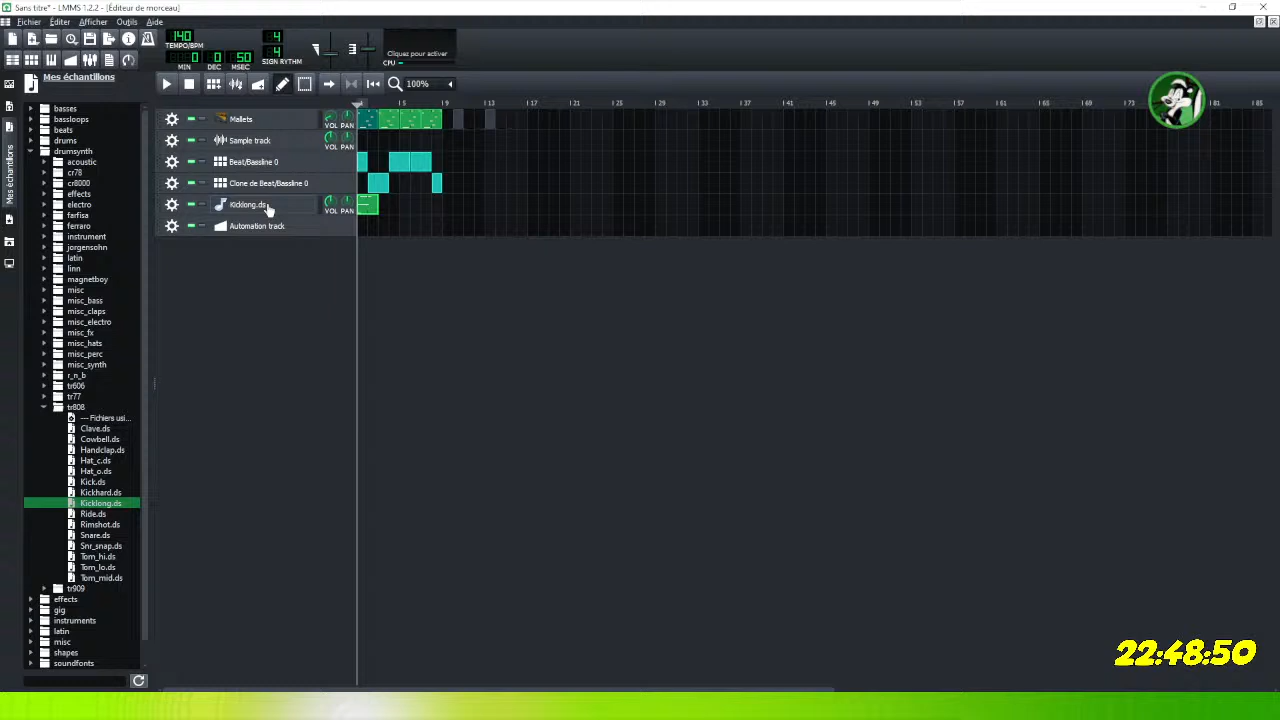 Sans titre* - LMMS 1.2.2 - [Éditeur de morceau]
Fichier Éditer Afficher Outils Aide
140
TEMPO/BPM
0 0 50
MIN DEC MSEC
4
4
SIGN RYTHM
Cliquez pour activer
CPU
Mes échantillons
Mes échantillons
100%
5 9 13 17 21 25 29 33 37 41 45 49 53 57 61 65 69 73 81 85
basses
bassloops
beats
drums
drumsynth
acoustic
cr78
cr8000
effects
electro
farfisa
ferraro
instrument
jorgensohn
latin
linn
magnetboy
misc
misc_bass
misc_claps
misc_electro
misc_fx
misc_hats
misc_perc
misc_synth
r_n_b
tr606
tr77
tr808
--- Fichiers usi...
Clave.ds
Cowbell.ds
Handclap.ds
Hat_c.ds
Hat_o.ds
Kick.ds
Kickhard.ds
Kicklong.ds
Ride.ds
Rimshot.ds
Snare.ds
Snr_snap.ds
Tom_hi.ds
Tom_lo.ds
Tom_mid.ds
tr909
effects
gig
instruments
latin
misc
shapes
soundfonts
Mallets
VOL PAN
Sample track
VOL PAN
Beat/Bassline 0
Clone de Beat/Bassline 0
Kicklong.ds
VOL PAN
Automation track
22:48:50